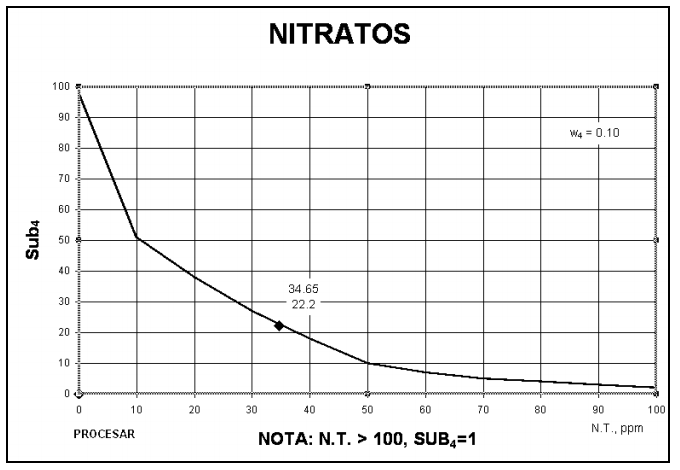 NITRATOS
100
90
80
70
60
50
40
30
20
10
0
Sub₄
w₄ = 0.10
34.65
22.2
0 10 20 30 40 50 60 70 80 90 100
PROCESAR
NOTA: N.T. > 100, SUB₄=1
N.T., ppm